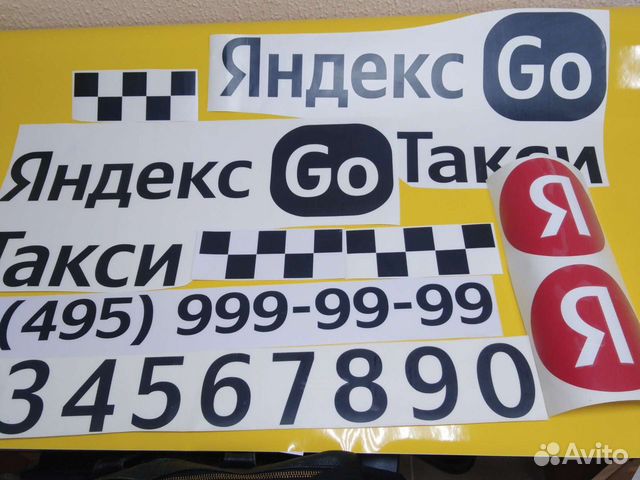 Яндекс Go
Такси
Яндекс Go
Такси
Я
Я
(495) 999-99-99
34567890
Avito